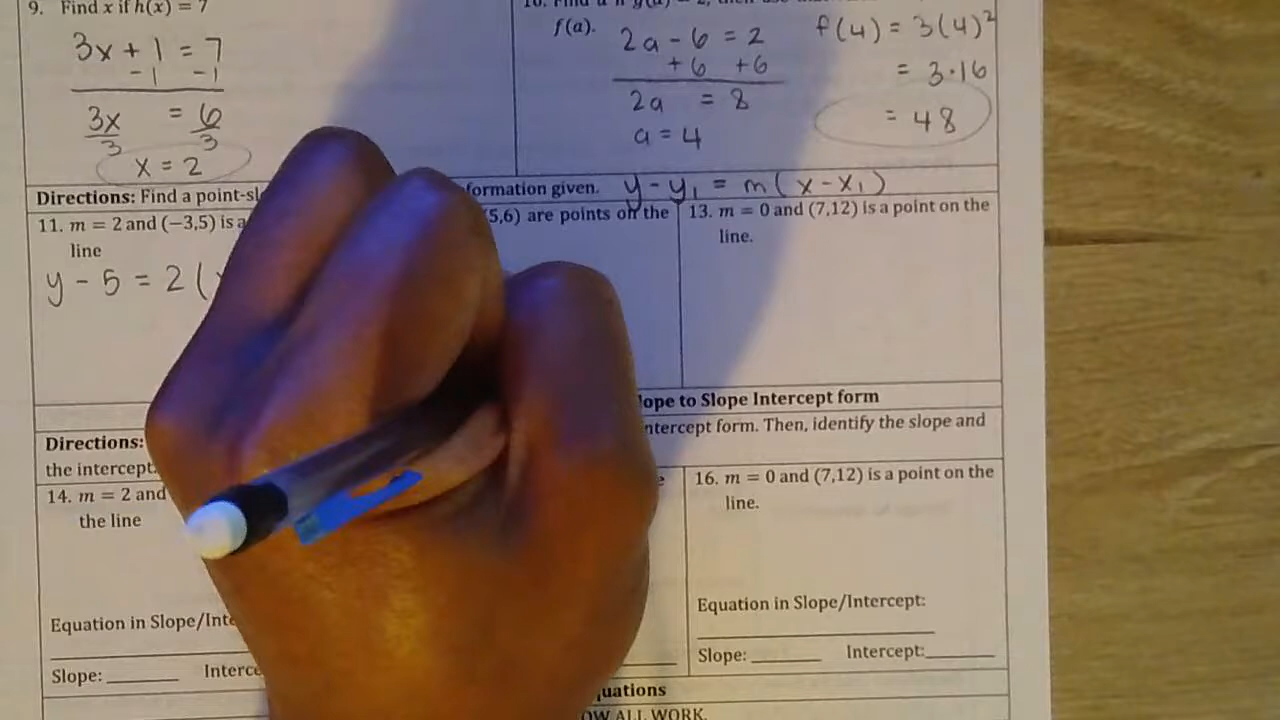 9. Find x if h(x) = 7
3x + 1 = 7
-1 -1
3x = 6
3 3
x = 2
f(a).
2a - 6 = 2
+6 +6
2a = 8
a = 4
f(4) = 3(4)²
= 3·16
= 48
Directions: Find a point-sl formation given. y - y₁ = m(x - x₁)
11. m = 2 and (−3,5) is a
line
y - 5 = 2(
(5,6) are points on the
13. m = 0 and (7,12) is a point on the
line.
lope to Slope Intercept form
Directions: ntercept form. Then, identify the slope and
the intercept.
14. m = 2 and
the line
Equation in Slope/Inte
Slope: ______ Interce
16. m = 0 and (7,12) is a point on the
line.
Equation in Slope/Intercept:
Slope: ______ Intercept:______
quations
OW ALL WORK.